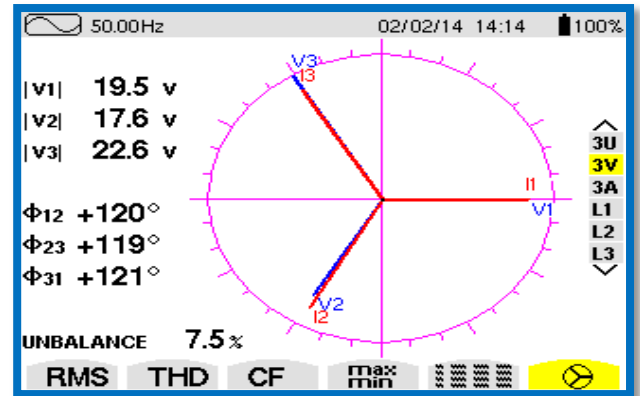 50.00Hz 02/02/14 14:14 100%
|V1| 19.5 v
|V2| 17.6 v
|V3| 22.6 v
Φ12 +120°
Φ23 +119°
Φ31 +121°
UNBALANCE 7.5%
V3
I3
I1
V1
V2
I2
3U
3V
3A
L1
L2
L3
RMS THD CF max min